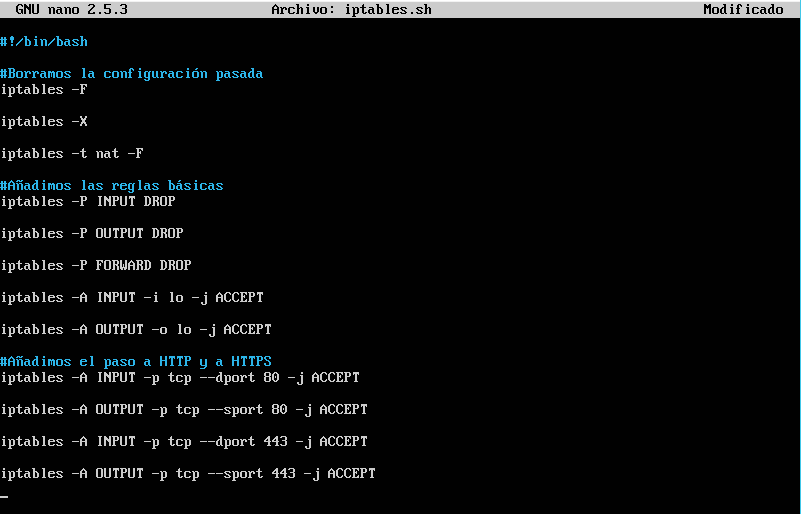 GNU nano 2.5.3 Archivo: iptables.sh Modificado
#!/bin/bash
#Borramos la configuración pasada
iptables -F
iptables -X
iptables -t nat -F
#Añadimos las reglas básicas
iptables -P INPUT DROP
iptables -P OUTPUT DROP
iptables -P FORWARD DROP
iptables -A INPUT -i lo -j ACCEPT
iptables -A OUTPUT -o lo -j ACCEPT
#Añadimos el paso a HTTP y a HTTPS
iptables -A INPUT -p tcp --dport 80 -j ACCEPT
iptables -A OUTPUT -p tcp --sport 80 -j ACCEPT
iptables -A INPUT -p tcp --dport 443 -j ACCEPT
iptables -A OUTPUT -p tcp --sport 443 -j ACCEPT